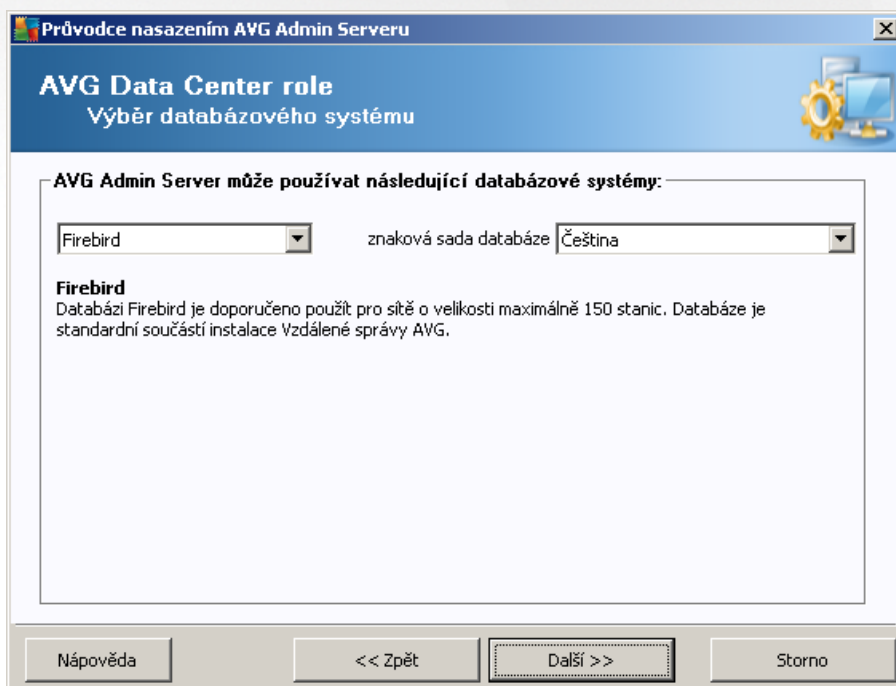 Průvodce nasazením AVG Admin Serveru
AVG Data Center role
Výběr databázového systému
AVG Admin Server může používat následující databázové systémy:
Firebird znaková sada databáze Čeština
Firebird
Databázi Firebird je doporučeno použít pro sítě o velikosti maximálně 150 stanic. Databáze je
standardní součástí instalace Vzdálené správy AVG.
Nápověda << Zpět Další >> Storno